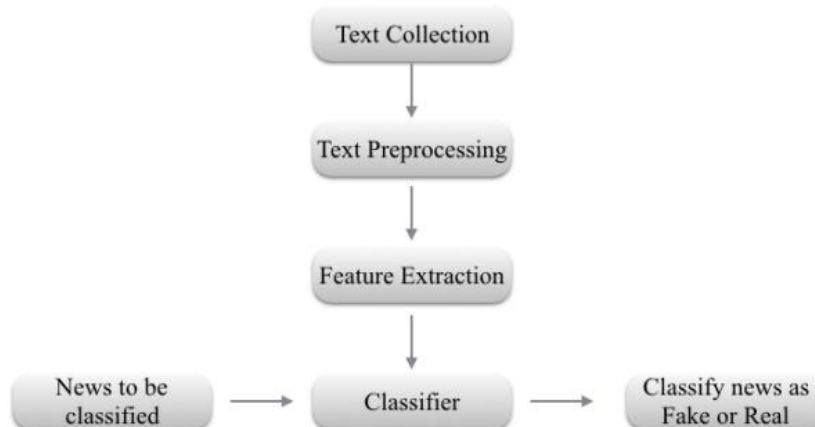 Text Collection
Text Preprocessing
Feature Extraction
News to be
classified
Classifier
Classify news as
Fake or Real